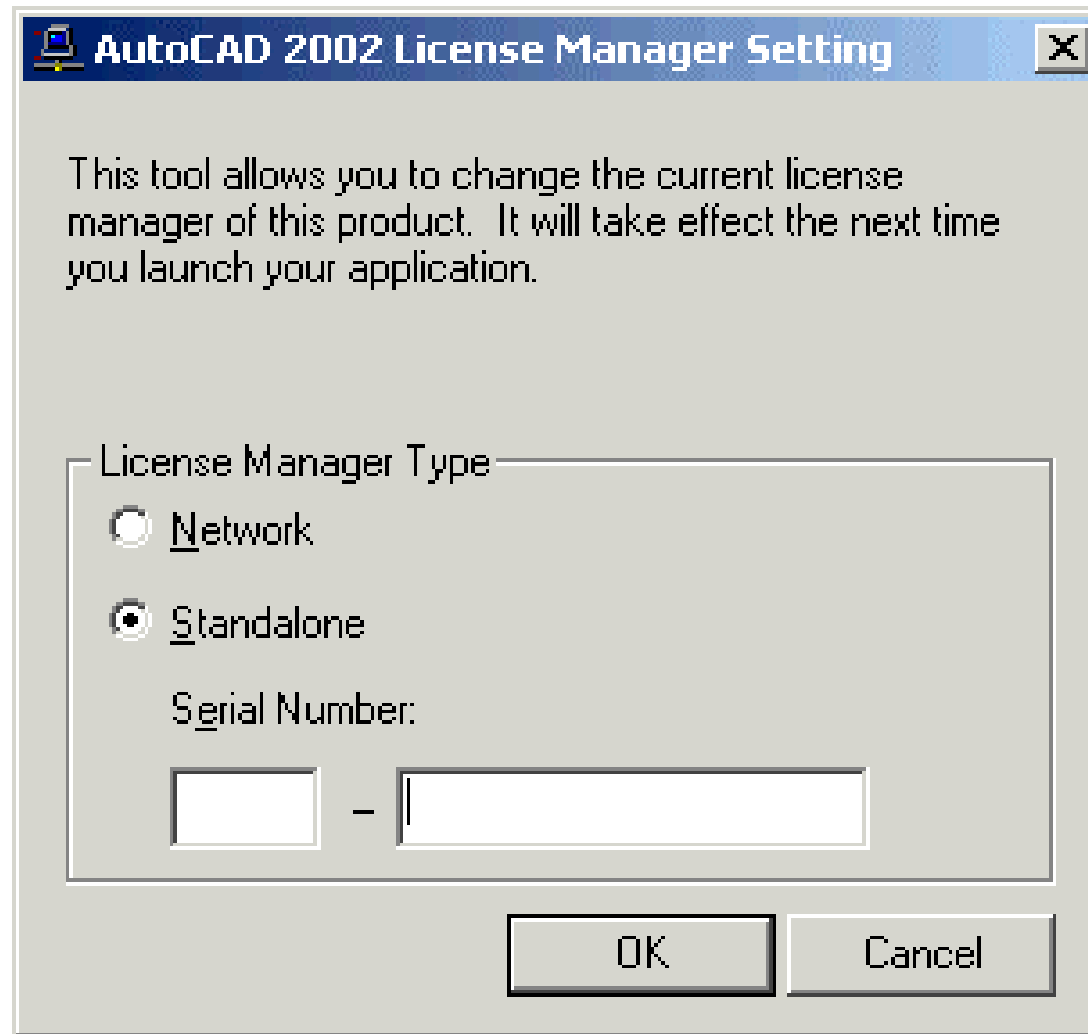 AutoCAD 2002 License Manager Setting
This tool allows you to change the current license
manager of this product.  It will take effect the next time
you launch your application.
License Manager Type
Network
Standalone
Serial Number:
–
OK
Cancel